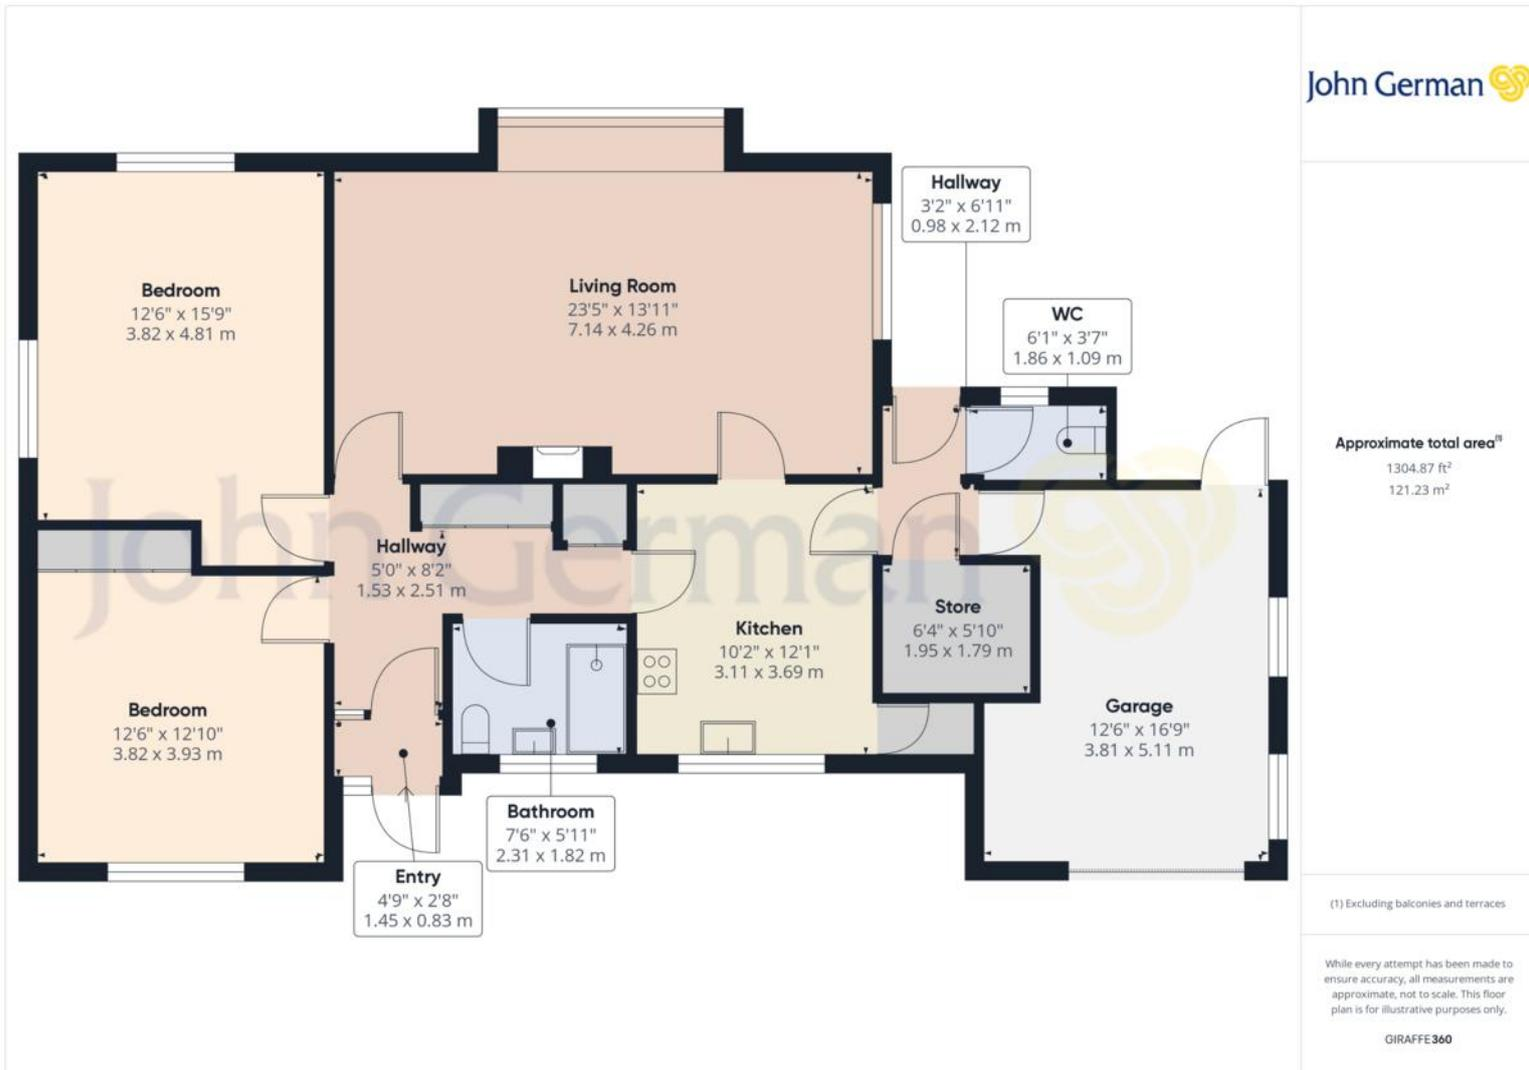 John German
Hallway
3'2" x 6'11"
0.98 x 2.12 m
Bedroom
12'6" x 15'9"
3.82 x 4.81 m
Living Room
23'5" x 13'11"
7.14 x 4.26 m
WC
6'1" x 3'7"
1.86 x 1.09 m
John German
Hallway
5'0" x 8'2"
1.53 x 2.51 m
Kitchen
10'2" x 12'1"
3.11 x 3.69 m
Store
6'4" x 5'10"
1.95 x 1.79 m
Bedroom
12'6" x 12'10"
3.82 x 3.93 m
Garage
12'6" x 16'9"
3.81 x 5.11 m
Bathroom
7'6" x 5'11"
2.31 x 1.82 m
Entry
4'9" x 2'8"
1.45 x 0.83 m
Approximate total area(1)
1304.87 ft²
121.23 m²
(1) Excluding balconies and terraces
While every attempt has been made to
ensure accuracy, all measurements are
approximate, not to scale. This floor
plan is for illustrative purposes only.
GIRAFFE360